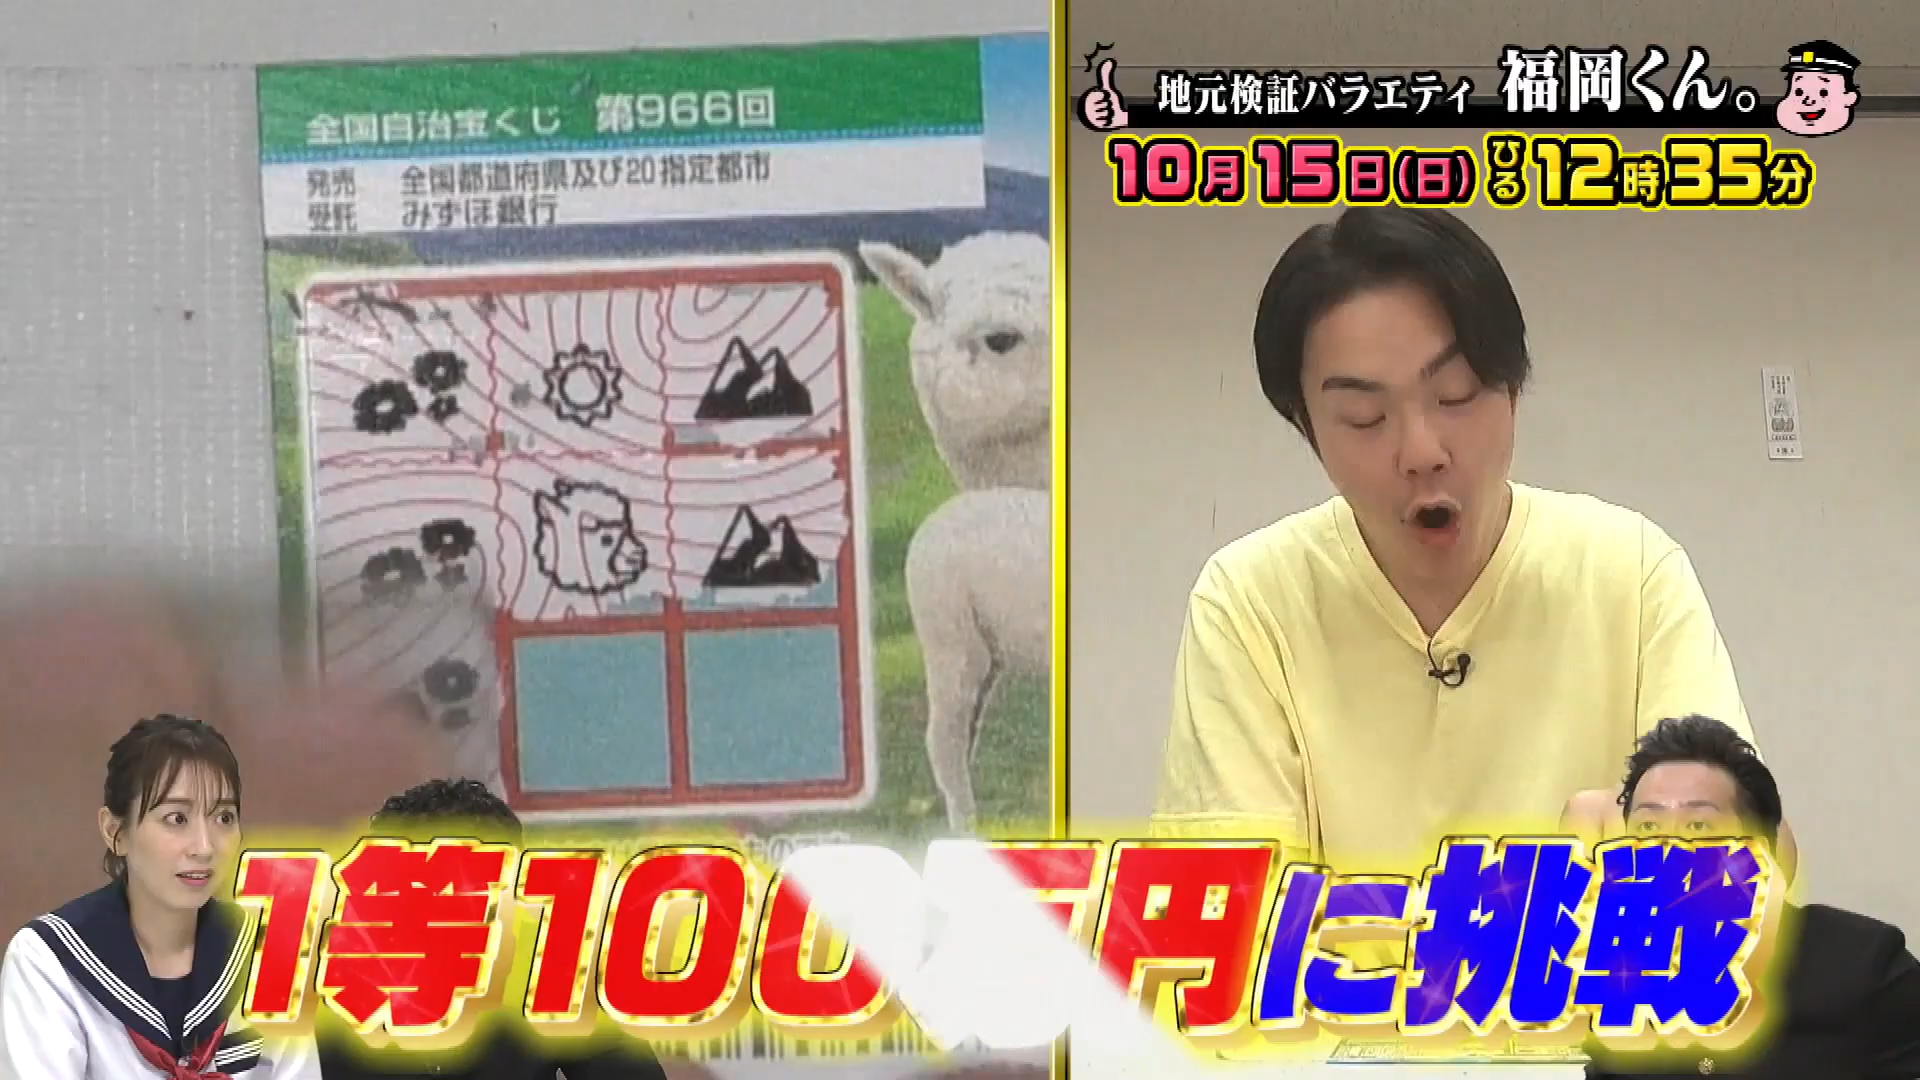 全国自治宝くじ 第966回
発売 全国都道府県及び20指定都市
受託 みずほ銀行
地元検証バラエティ 福岡くん。
10月15日(日)ひる12時35分
1等100万円に挑戦